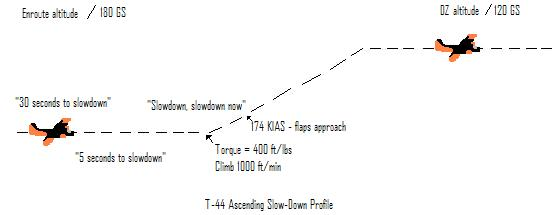 Enroute altitude / 180 GS
DZ altitude / 120 GS
"30 seconds to slowdown"
"Slowdown, slowdown now"
174 KIAS - flaps approach
"5 seconds to slowdown"
Torque = 400 ft/lbs
Climb 1000 ft/min
T-44 Ascending Slow-Down Profile